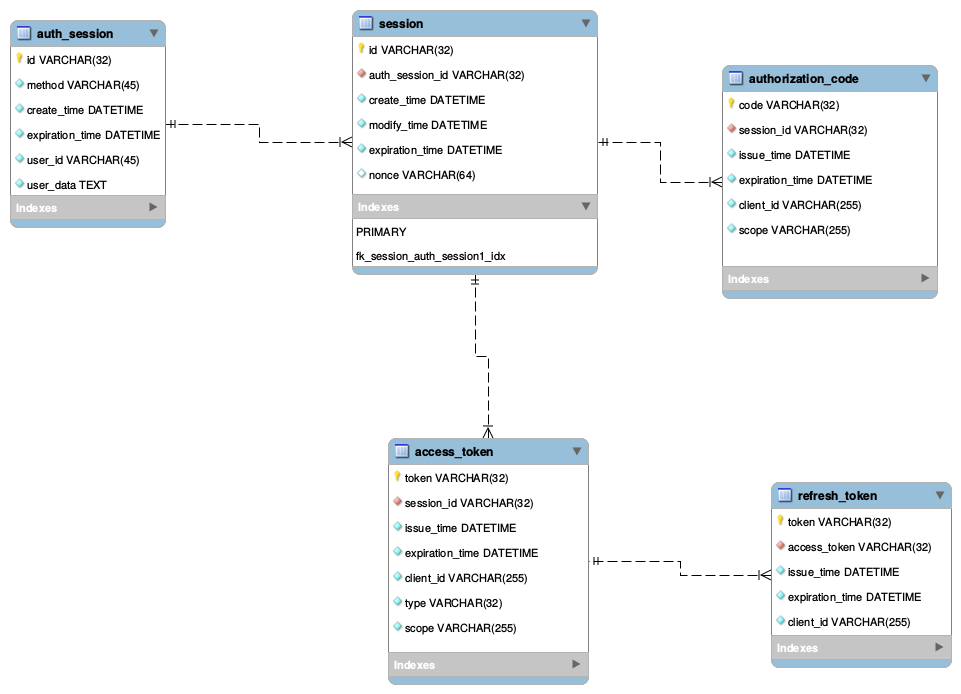 auth_session
id VARCHAR(32)
method VARCHAR(45)
create_time DATETIME
expiration_time DATETIME
user_id VARCHAR(45)
user_data TEXT
Indexes
session
id VARCHAR(32)
auth_session_id VARCHAR(32)
create_time DATETIME
modify_time DATETIME
expiration_time DATETIME
nonce VARCHAR(64)
Indexes
PRIMARY
fk_session_auth_session1_idx
authorization_code
code VARCHAR(32)
session_id VARCHAR(32)
issue_time DATETIME
expiration_time DATETIME
client_id VARCHAR(255)
scope VARCHAR(255)
Indexes
access_token
token VARCHAR(32)
session_id VARCHAR(32)
issue_time DATETIME
expiration_time DATETIME
client_id VARCHAR(255)
type VARCHAR(32)
scope VARCHAR(255)
Indexes
refresh_token
token VARCHAR(32)
access_token VARCHAR(32)
issue_time DATETIME
expiration_time DATETIME
client_id VARCHAR(255)
Indexes